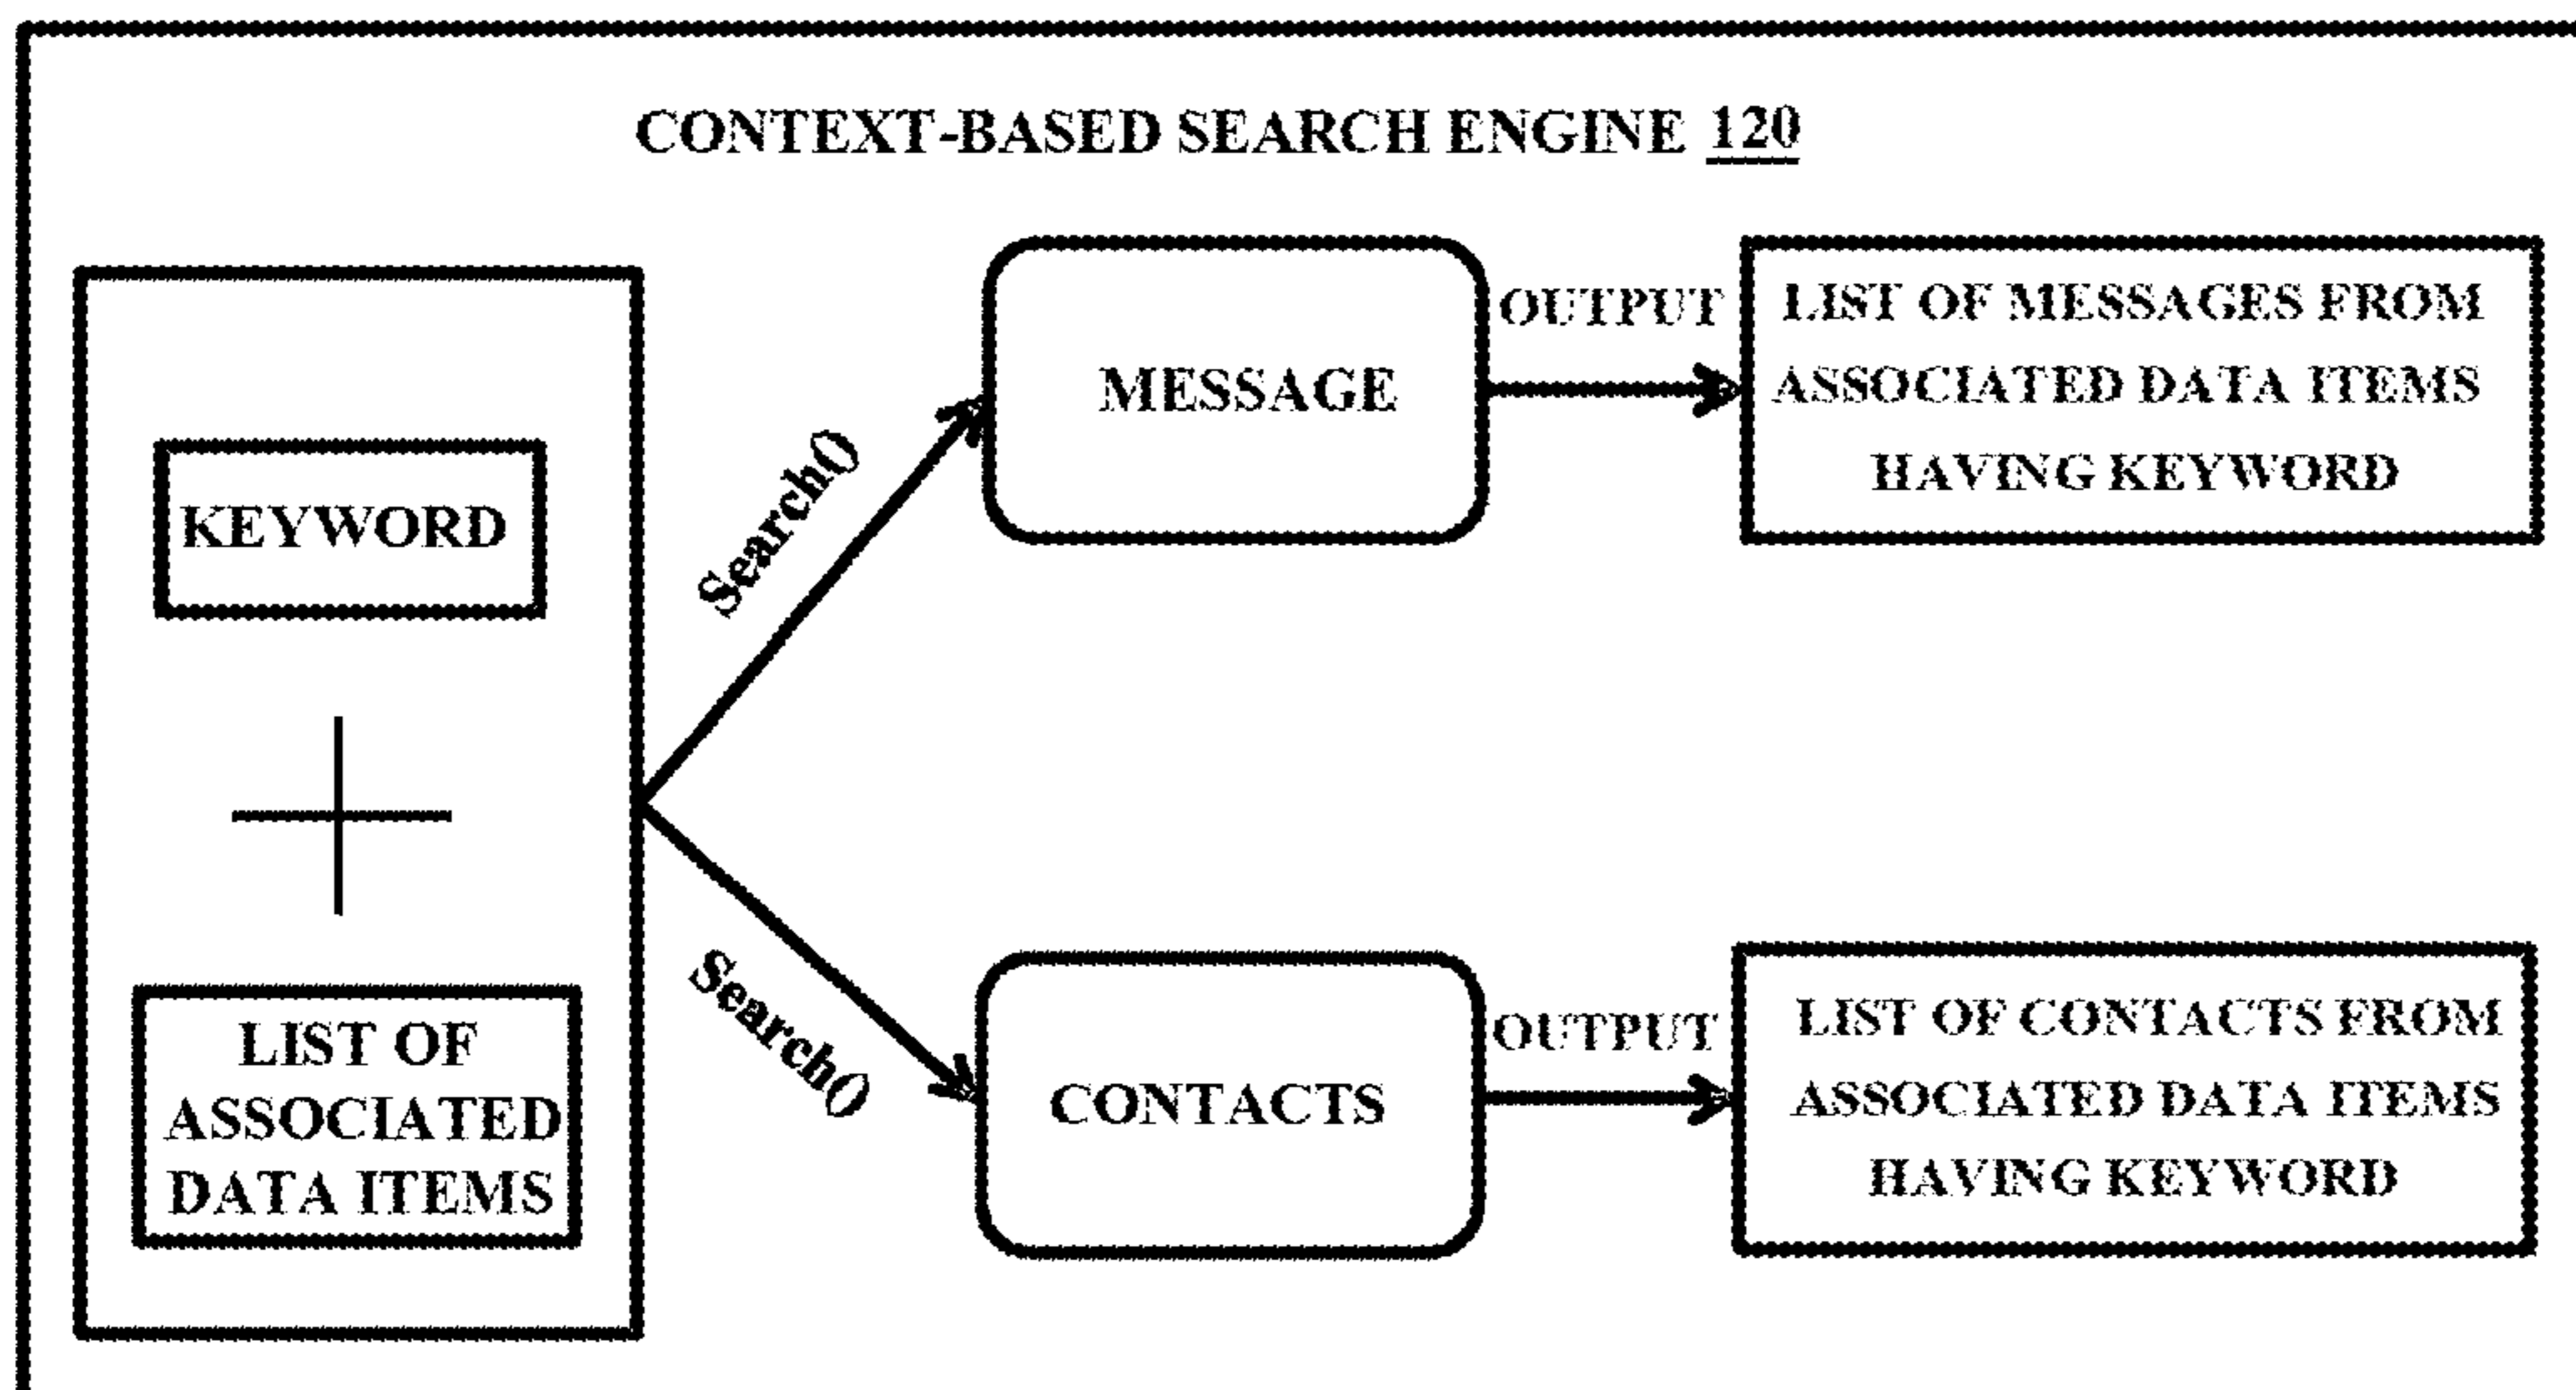 CONTEXT-BASED SEARCH ENGINE 120
KEYWORD
LIST OF
ASSOCIATED
DATA ITEMS
Search()
MESSAGE
OUTPUT
LIST OF MESSAGES FROM
ASSOCIATED DATA ITEMS
HAVING KEYWORD
Search()
CONTACTS
OUTPUT
LIST OF CONTACTS FROM
ASSOCIATED DATA ITEMS
HAVING KEYWORD